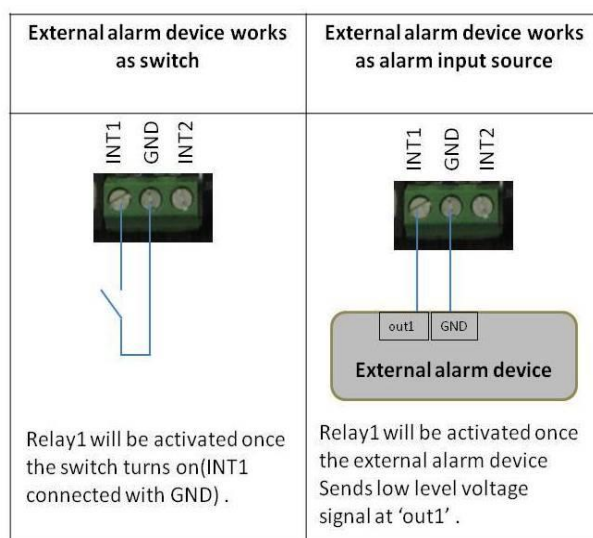 External alarm device works
as switch
External alarm device works
as alarm input source
INT1
GND
INT2
Relay1 will be activated once
the switch turns on(INT1
connected with GND) .
INT1
GND
INT2
out1
GND
External alarm device
Relay1 will be activated once
the external alarm device
Sends low level voltage
signal at ‘out1’ .